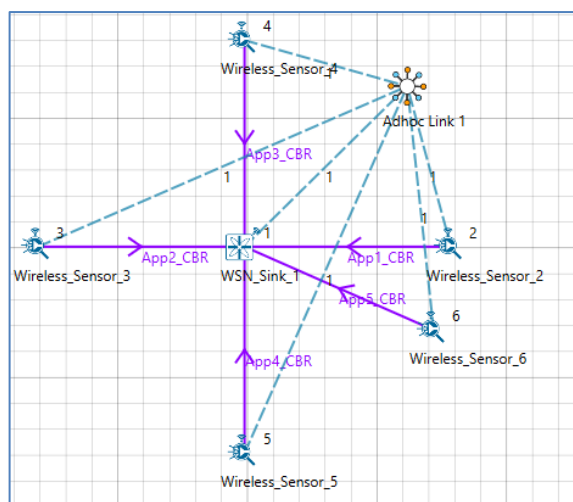 4
Wireless_Sensor_4
1
Adhoc Link 1
App3_CBR
1
1
1
3
1
1
2
App2_CBR
App1_CBR
Wireless_Sensor_3
WSN_Sink_1
Wireless_Sensor_2
1
App5_CBR
6
Wireless_Sensor_6
App4_CBR
5
Wireless_Sensor_5